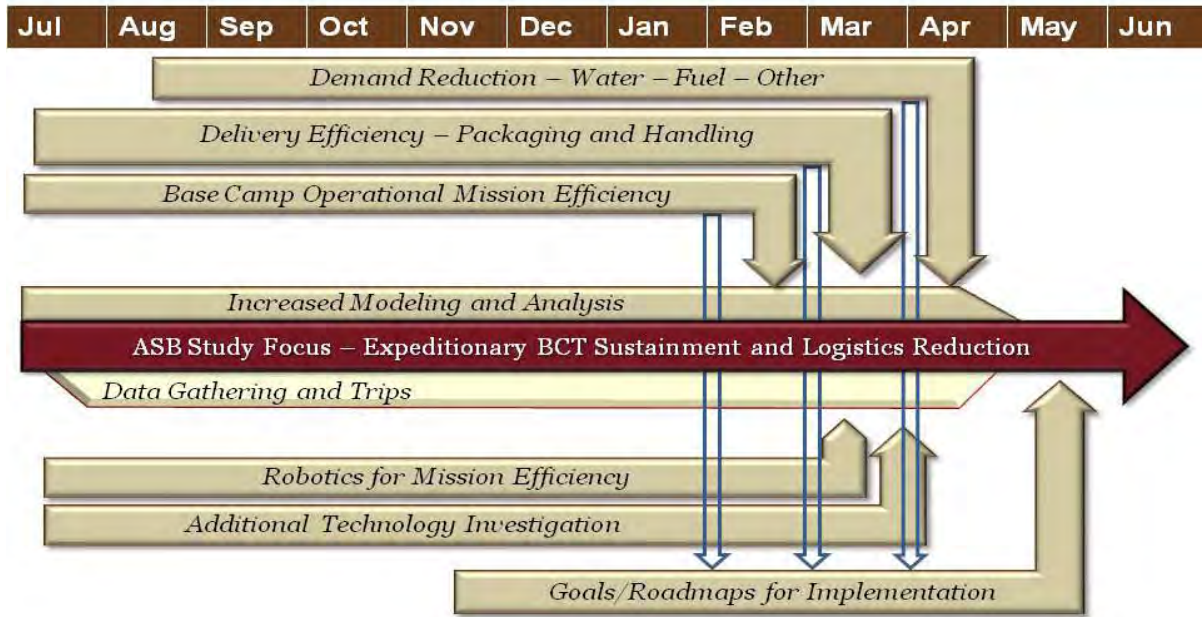 Jul Aug Sep Oct Nov Dec Jan Feb Mar Apr May Jun
Demand Reduction – Water – Fuel – Other
Delivery Efficiency – Packaging and Handling
Base Camp Operational Mission Efficiency
Increased Modeling and Analysis
ASB Study Focus – Expeditionary BCT Sustainment and Logistics Reduction
Data Gathering and Trips
Robotics for Mission Efficiency
Additional Technology Investigation
Goals/Roadmaps for Implementation